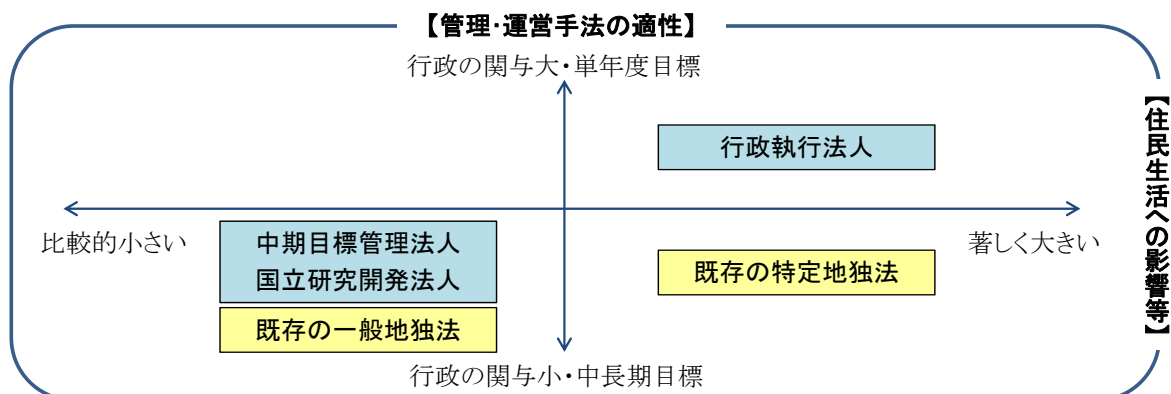 【管理・運営手法の適性】
行政の関与大・単年度目標
行政執行法人
【住民生活への影響等】
比較的小さい
著しく大きい
中期目標管理法人
国立研究開発法人
既存の特定地独法
既存の一般地独法
行政の関与小・中長期目標